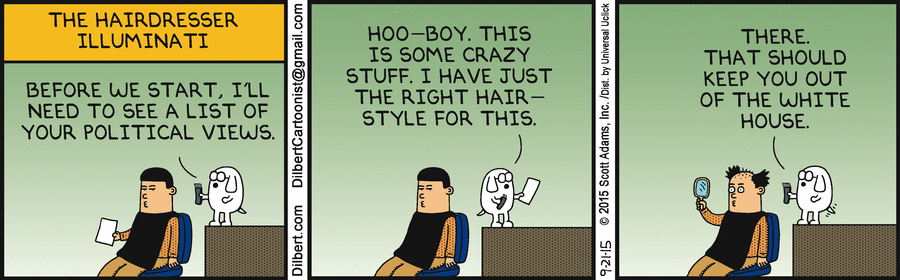 THE HAIRDRESSER
ILLUMINATI
BEFORE WE START, I'LL
NEED TO SEE A LIST OF
YOUR POLITICAL VIEWS.
Dilbert.com DilbertCartoonist@gmail.com
HOO-BOY. THIS
IS SOME CRAZY
STUFF. I HAVE JUST
THE RIGHT HAIR-
STYLE FOR THIS.
9-21-15 © 2015 Scott Adams, Inc. /Dist. by Universal Uclick
THERE.
THAT SHOULD
KEEP YOU OUT
OF THE WHITE
HOUSE.